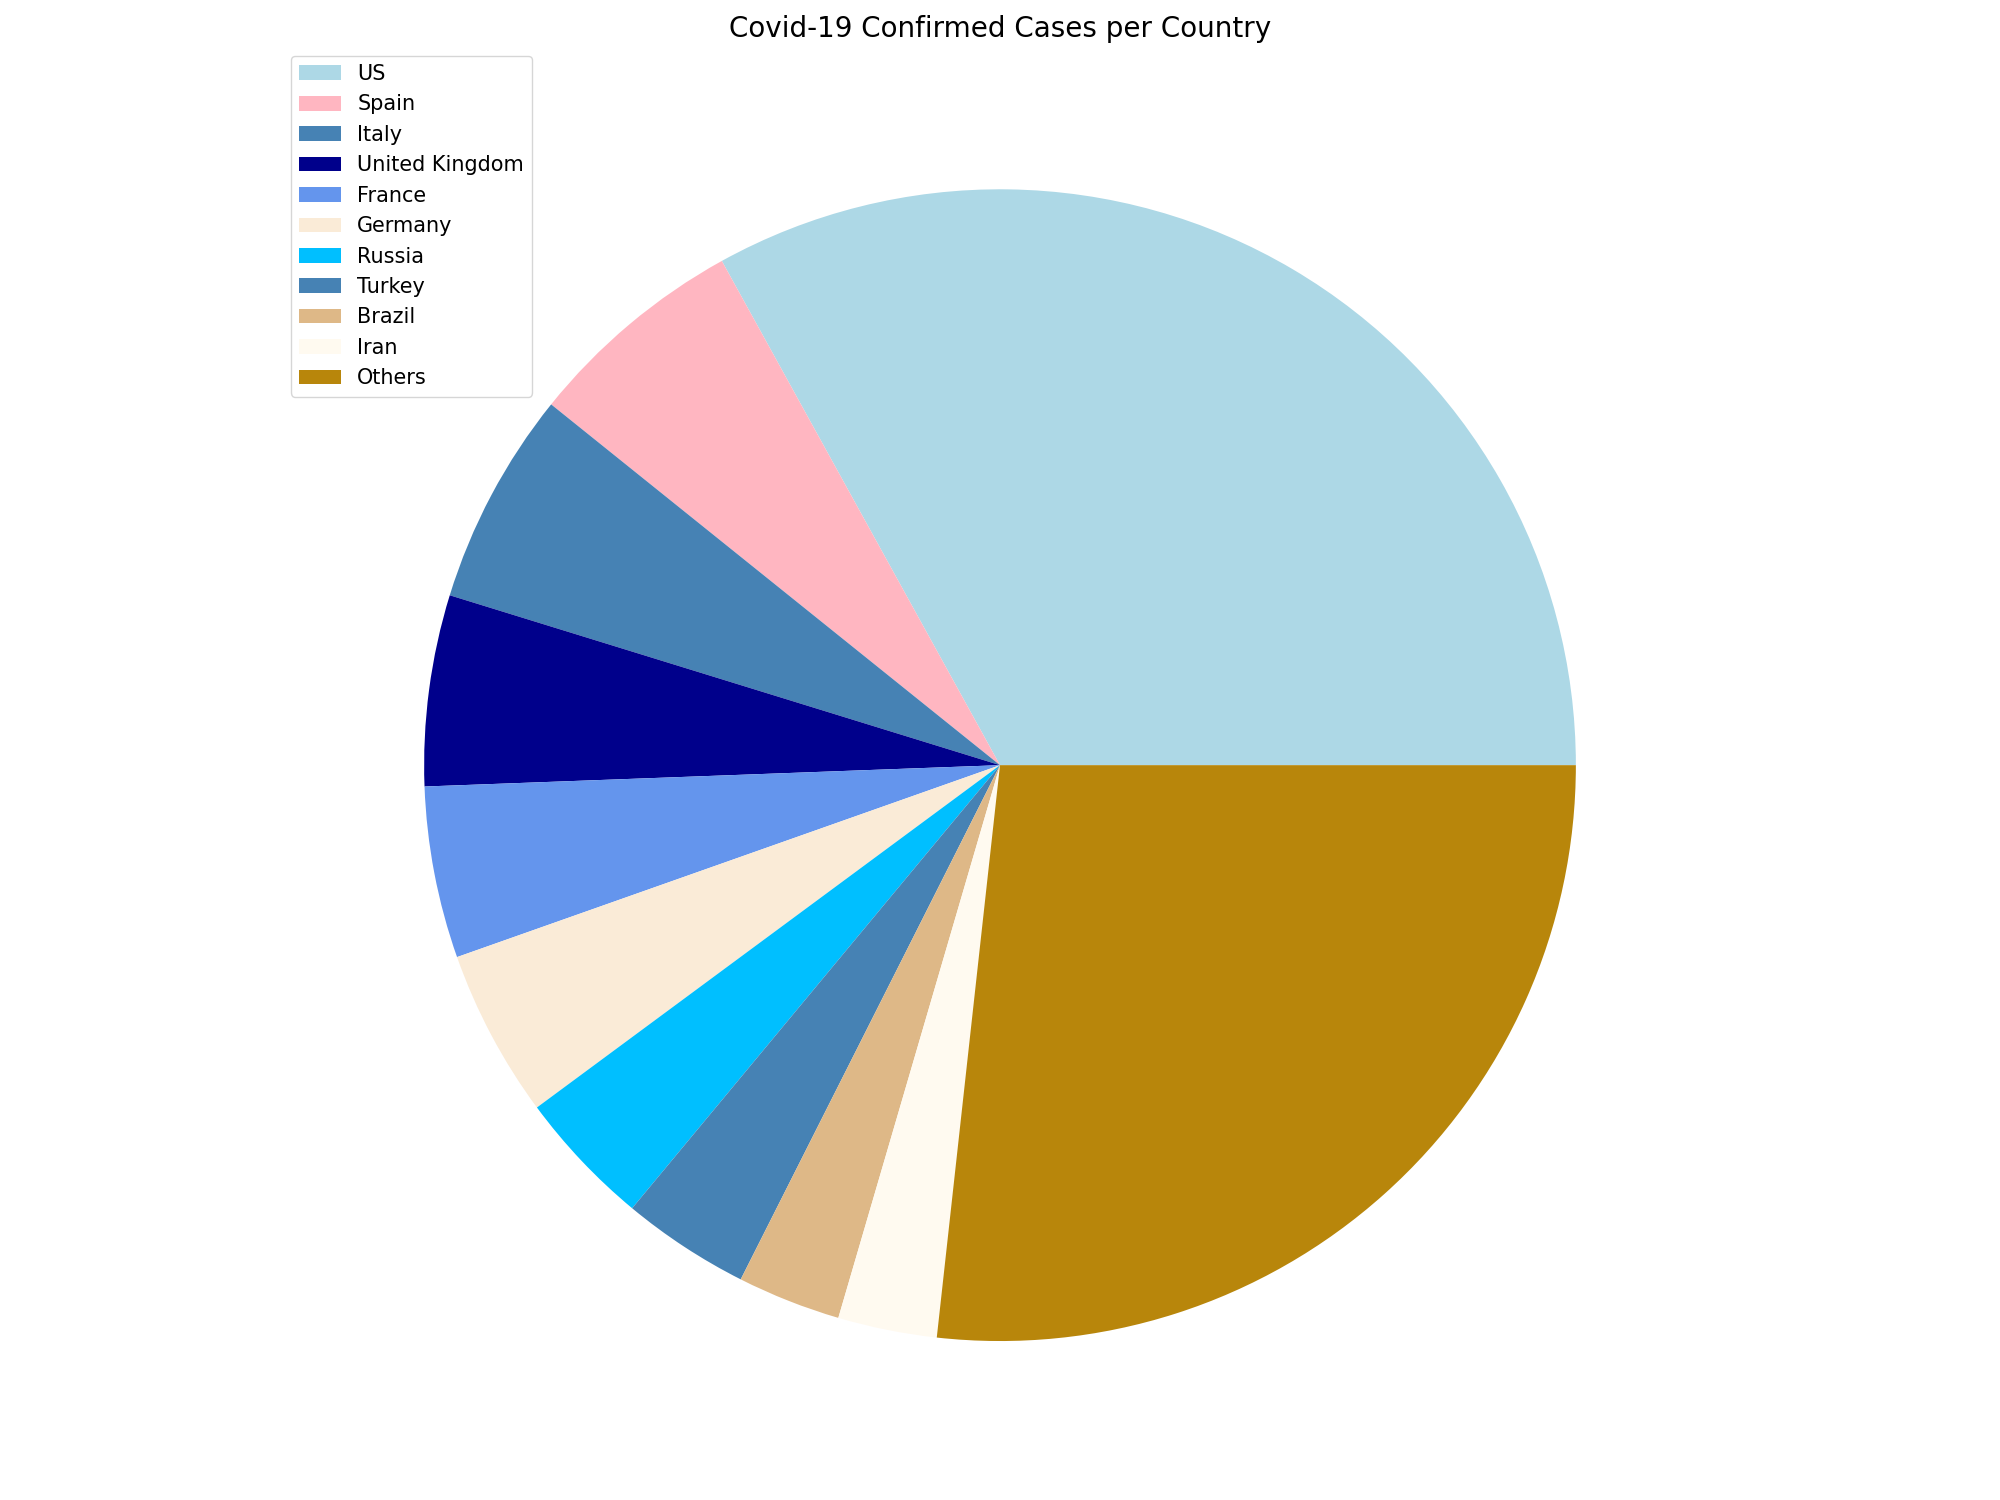 Covid-19 Confirmed Cases per Country
US
Spain
Italy
United Kingdom
France
Germany
Russia
Turkey
Brazil
Iran
Others